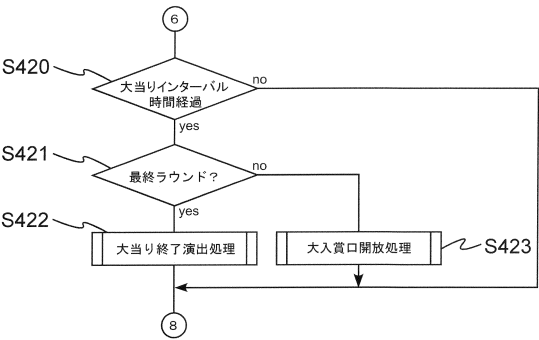 6
S420
大当りインターバル
時間経過
no
yes
S421
最終ラウンド?
no
yes
S422
大当り終了演出処理
大入賞口開放処理
S423
8